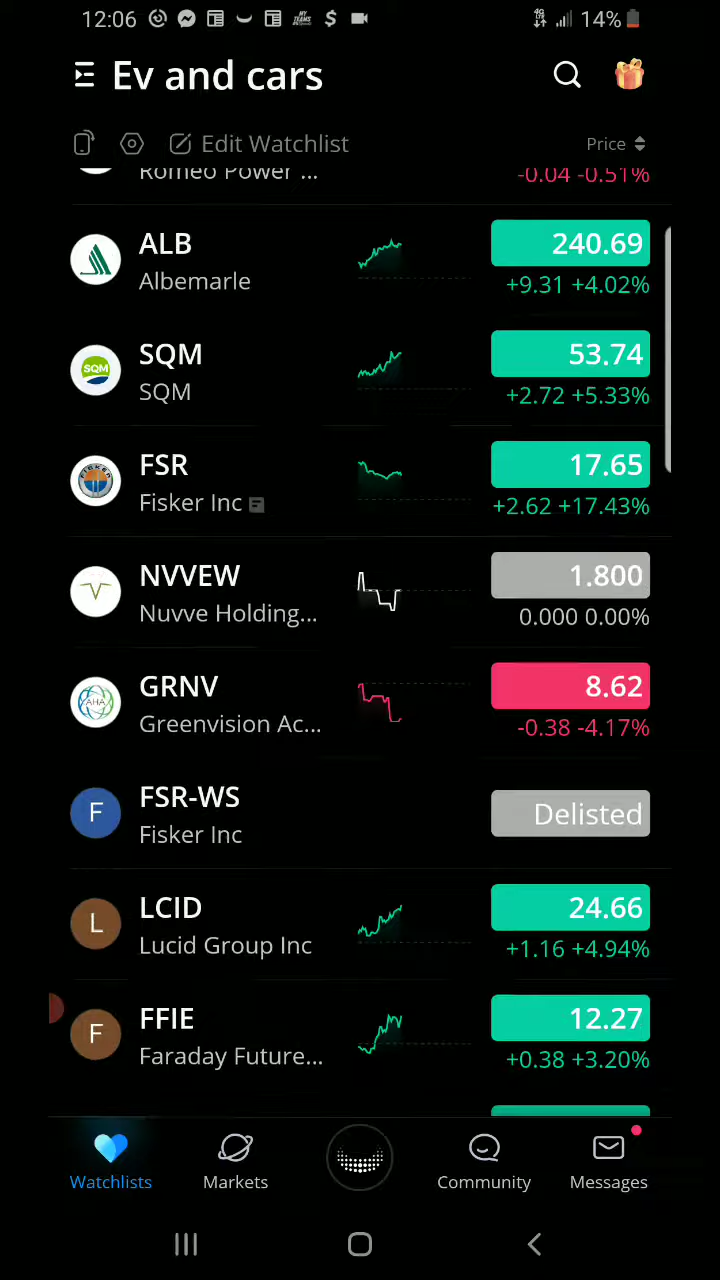 12:06 14%
Ev and cars
Edit Watchlist Price
Romeo Power ... -0.04 -0.51%
ALB 240.69
Albemarle +9.31 +4.02%
SQM 53.74
SQM +2.72 +5.33%
FSR 17.65
Fisker Inc +2.62 +17.43%
NVVEW 1.800
Nuvve Holding... 0.000 0.00%
GRNV 8.62
AHA
Greenvision Ac... -0.38 -4.17%
F FSR-WS Delisted
Fisker Inc
L LCID 24.66
Lucid Group Inc +1.16 +4.94%
F FFIE 12.27
Faraday Future... +0.38 +3.20%
Watchlists Markets Community Messages